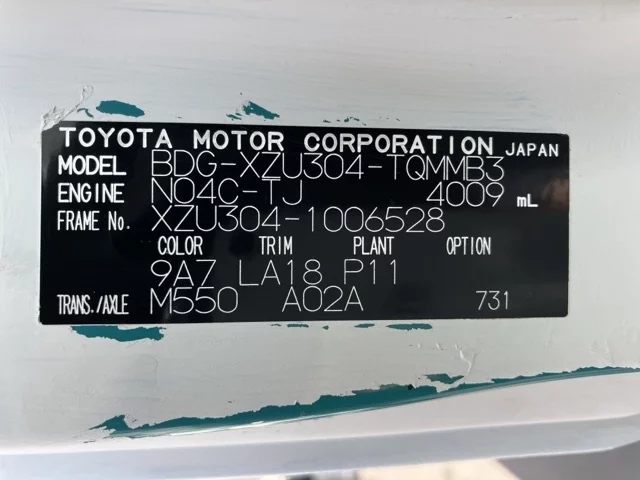 TOYOTA MOTOR CORPORATION JAPAN
MODEL BDG-XZU304-TQMMB3
ENGINE N04C-TJ 4009 mL
FRAME No. XZU304-1006528
COLOR TRIM PLANT OPTION
9A7 LA18 P11
TRANS./AXLE M550 A02A 731